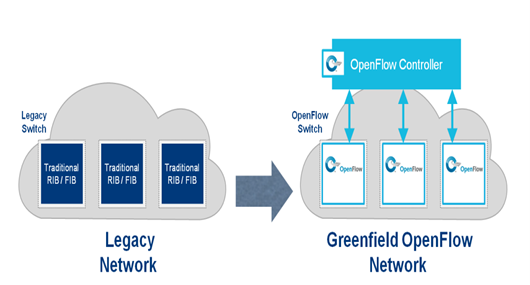 OpenFlow Controller
Legacy
Switch
OpenFlow
Switch
Traditional
RIB / FIB
Traditional
RIB / FIB
Traditional
RIB / FIB
OpenFlow
OpenFlow
OpenFlow
Legacy
Network
Greenfield OpenFlow
Network